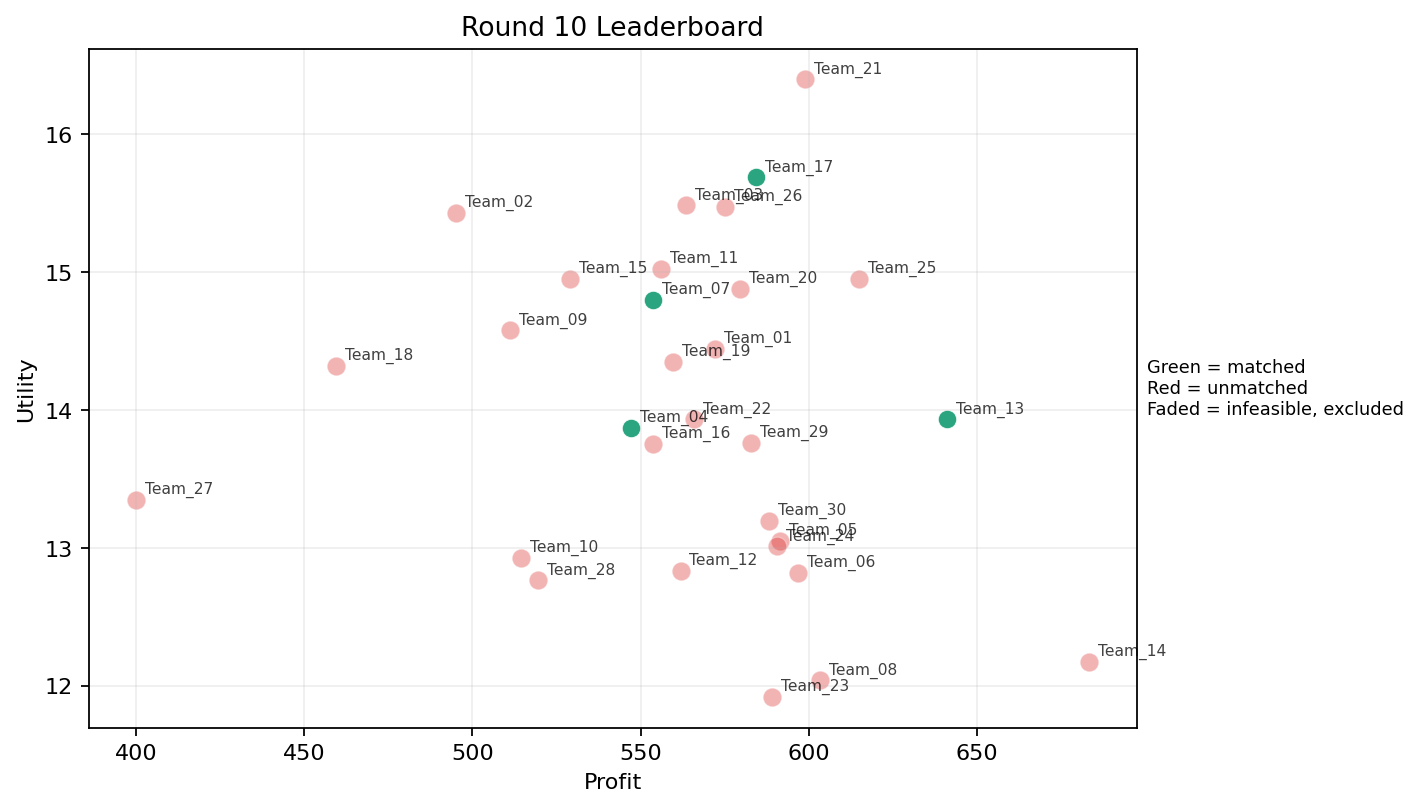 Round 10 Leaderboard
Team_21
16
Team_17
Team_03
Team_26
Team_02
Team_11
15
Team_15
Team_25
Team_20
Team_07
Team_09
Team_01
Team_19
Team_18
Utility
Green = matched
Red = unmatched
Faded = infeasible, excluded
14
Team_22
Team_13
Team_04
Team_16
Team_29
Team_27
Team_30
Team_05
Team_24
13
Team_10
Team_12
Team_06
Team_28
Team_14
Team_08
12
Team_23
400
450
500
550
600
650
Profit